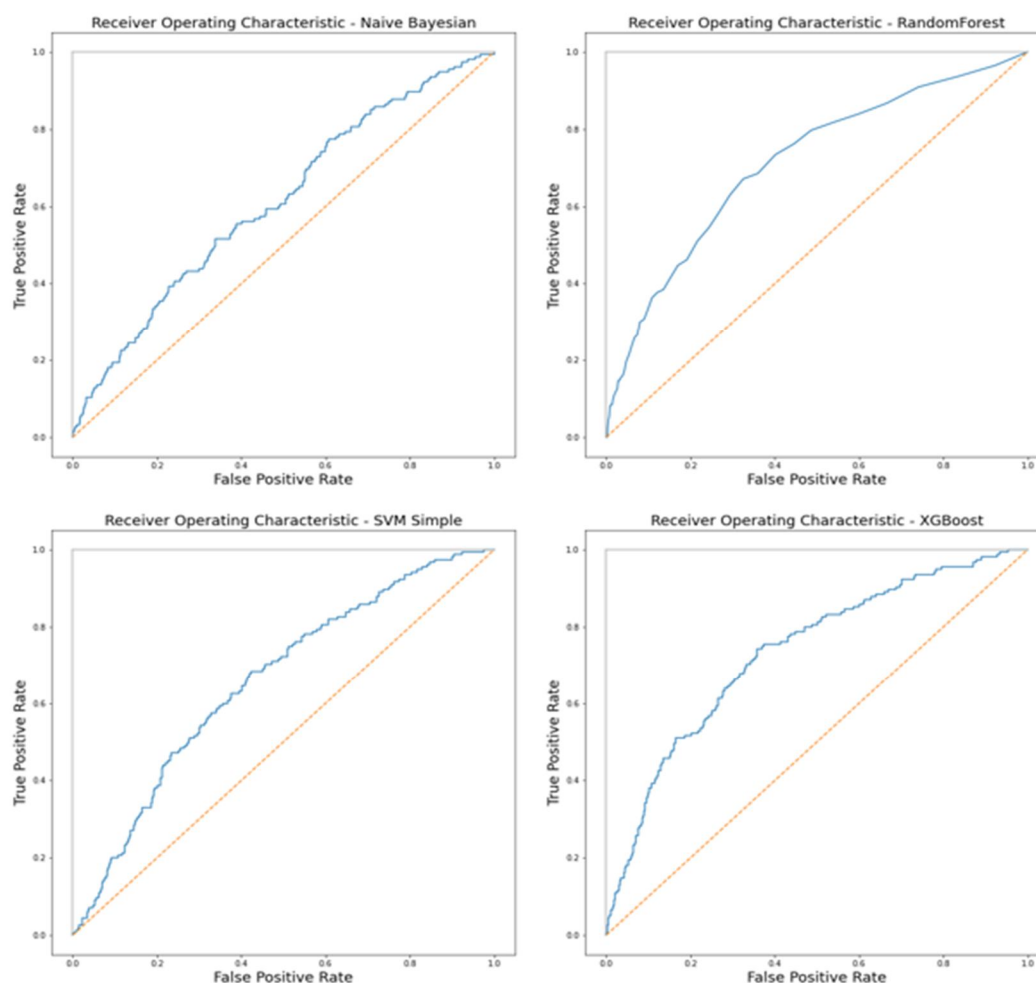 Receiver Operating Characteristic - Naive Bayesian
1.0
0.8
0.6
0.4
0.2
0.0
True Positive Rate
0.0 0.2 0.4 0.6 0.8 1.0
False Positive Rate
Receiver Operating Characteristic - RandomForest
1.0
0.8
0.6
0.4
0.2
0.0
True Positive Rate
0.0 0.2 0.4 0.6 0.8 1.0
False Positive Rate
Receiver Operating Characteristic - SVM Simple
1.0
0.8
0.6
0.4
0.2
0.0
True Positive Rate
0.0 0.2 0.4 0.6 0.8 1.0
False Positive Rate
Receiver Operating Characteristic - XGBoost
1.0
0.8
0.6
0.4
0.2
0.0
True Positive Rate
0.0 0.2 0.4 0.6 0.8 1.0
False Positive Rate